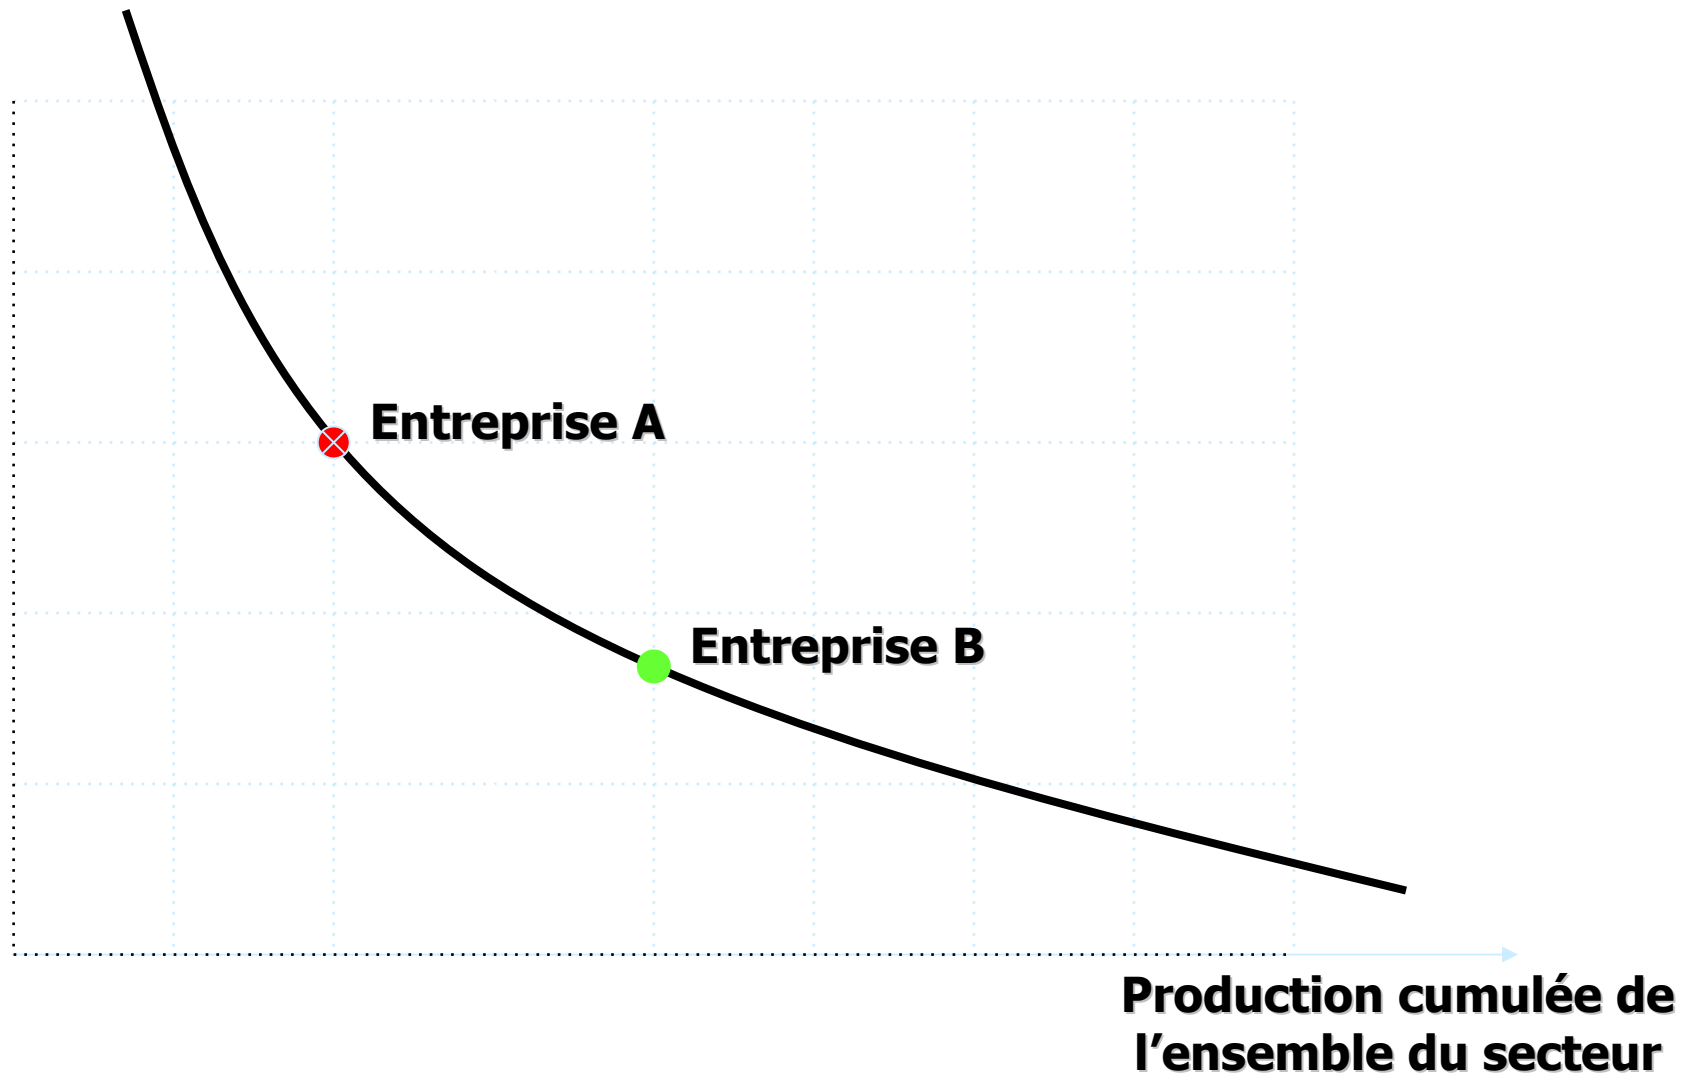 Entreprise A
Entreprise B
Production cumulée de
l’ensemble du secteur